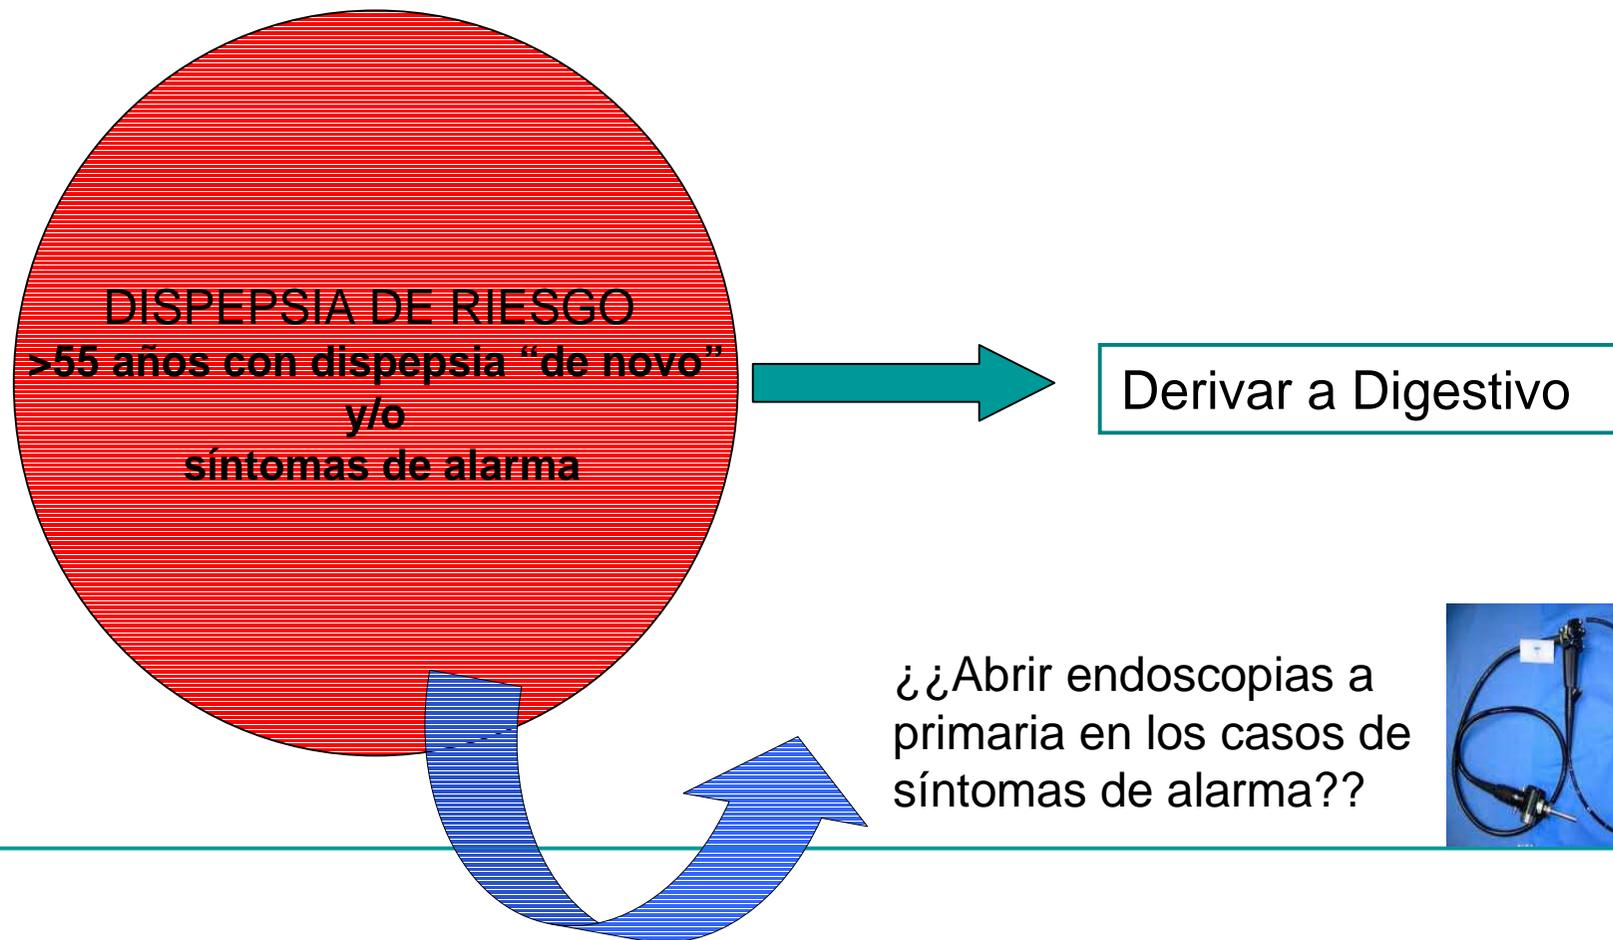 DISPEPSIA DE RIESGO
>55 años con dispepsia “de novo”
y/o
síntomas de alarma
Derivar a Digestivo
¿¿Abrir endoscopias a
primaria en los casos de
síntomas de alarma??